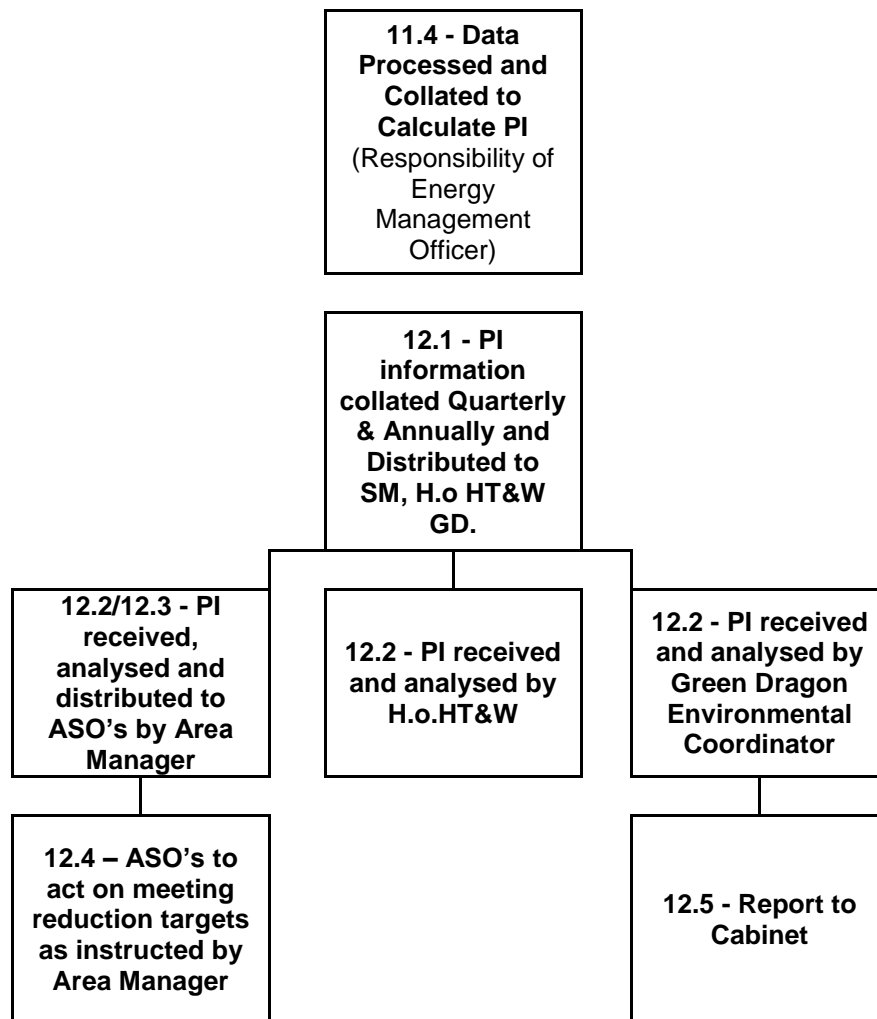 11.4 - Data
Processed and
Collated to
Calculate PI
(Responsibility of
Energy
Management
Officer)
12.1 - PI
information
collated Quarterly
& Annually and
Distributed to
SM, H.o HT&W
GD.
12.2/12.3 - PI
received,
analysed and
distributed to
ASO’s by Area
Manager
12.2 - PI received
and analysed by
H.o.HT&W
12.2 - PI received
and analysed by
Green Dragon
Environmental
Coordinator
12.4 – ASO’s to
act on meeting
reduction targets
as instructed by
Area Manager
12.5 - Report to
Cabinet